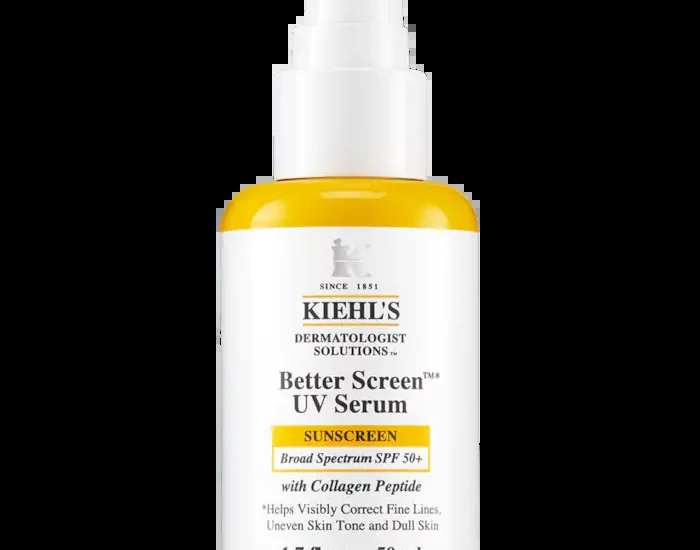 SINCE 1851
KIEHL'S
DERMATOLOGIST
SOLUTIONS™
Better Screen™*
UV Serum
SUNSCREEN
Broad Spectrum SPF 50+
with Collagen Peptide
*Helps Visibly Correct Fine Lines,
Uneven Skin Tone and Dull Skin